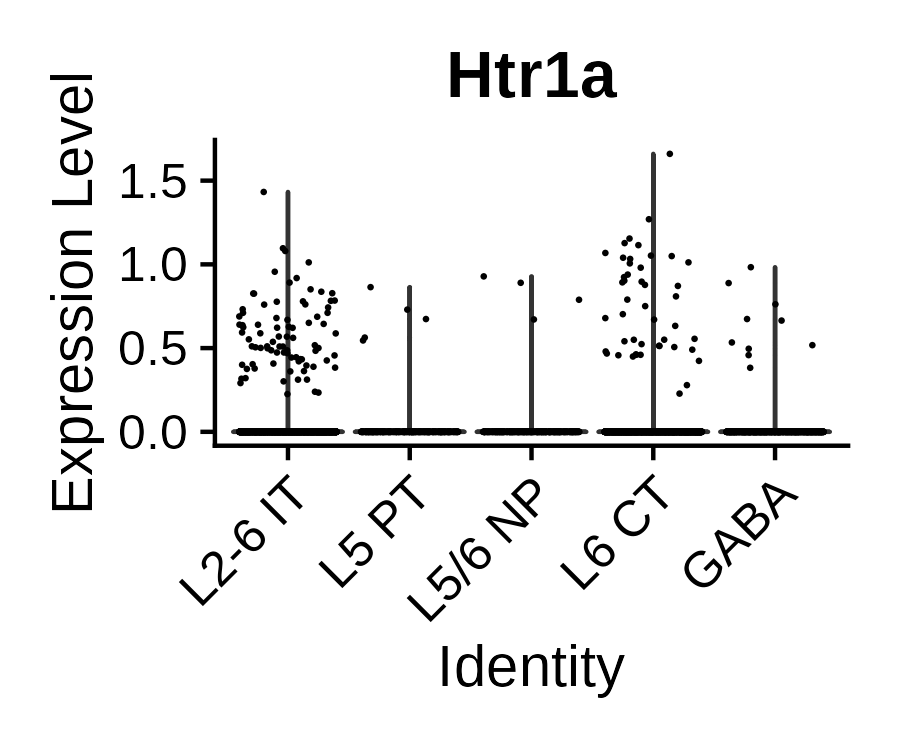 Htr1a
Expression Level
1.5
1.0
0.5
0.0
L2-6 IT
L5 PT
L5/6 NP
L6 CT
GABA
Identity